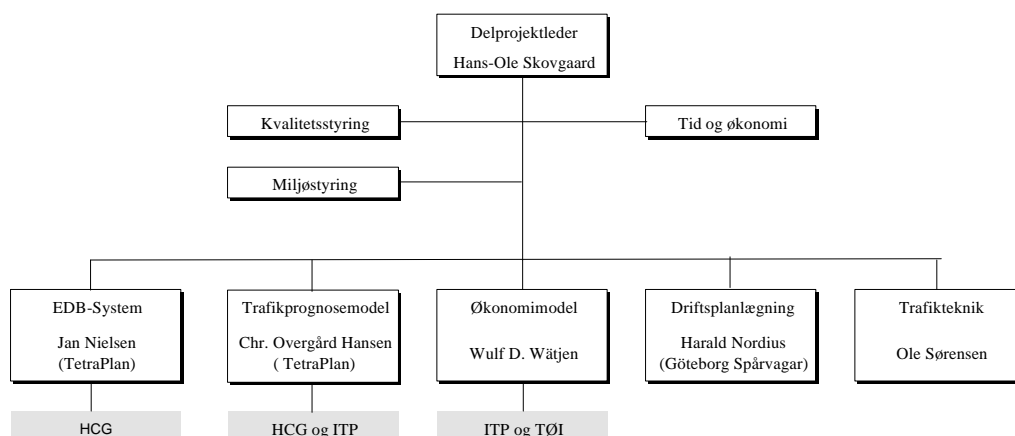 Delprojektleder
Hans-Ole Skovgaard
Kvalitetsstyring
Tid og økonomi
Miljøstyring
EDB-System
Jan Nielsen
(TetraPlan)
HCG
Trafikprognosemodel
Chr. Overgård Hansen
( TetraPlan)
HCG og ITP
Økonomimodel
Wulf D. Wätjen
ITP og TØI
Driftsplanlægning
Harald Nordius
(Göteborg Spårvagar)
Trafikteknik
Ole Sørensen